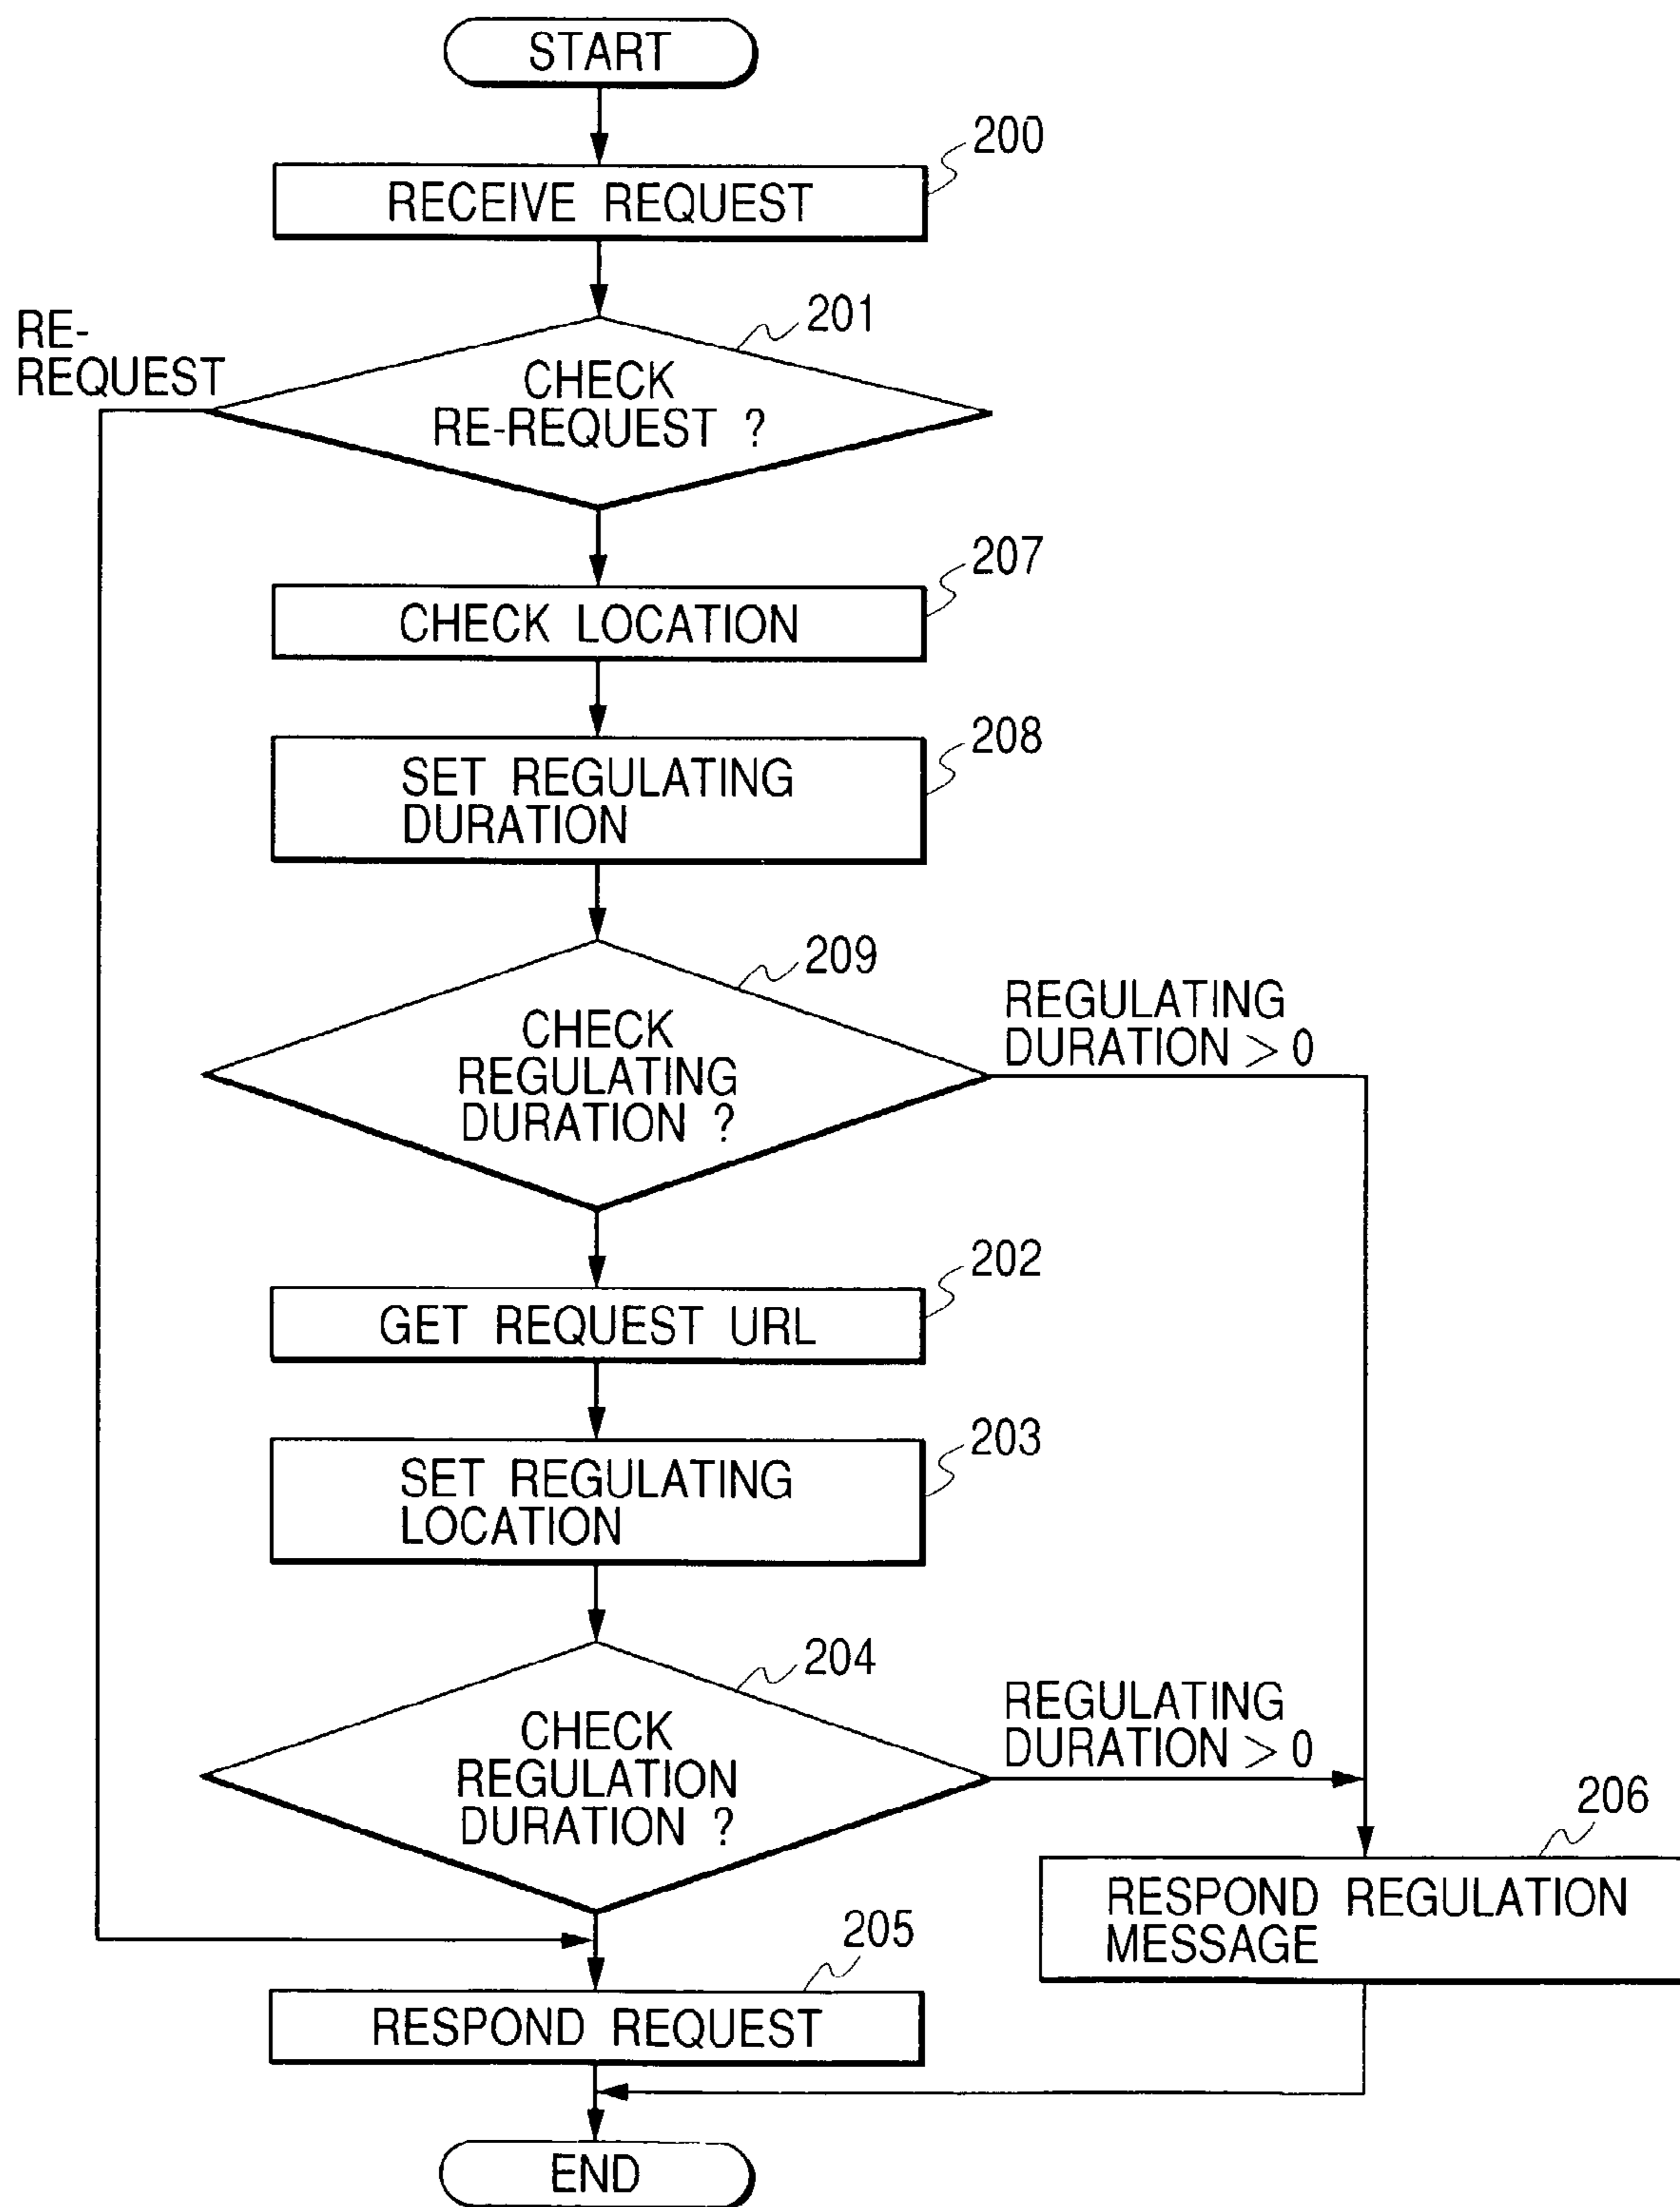 START
200
RECEIVE REQUEST
RE-
REQUEST
201
CHECK
RE-REQUEST ?
207
CHECK LOCATION
208
SET REGULATING
DURATION
209
CHECK
REGULATING
DURATION ?
REGULATING
DURATION > 0
202
GET REQUEST URL
203
SET REGULATING
LOCATION
204
CHECK
REGULATION
DURATION ?
REGULATING
DURATION > 0
206
RESPOND REGULATION
MESSAGE
205
RESPOND REQUEST
END